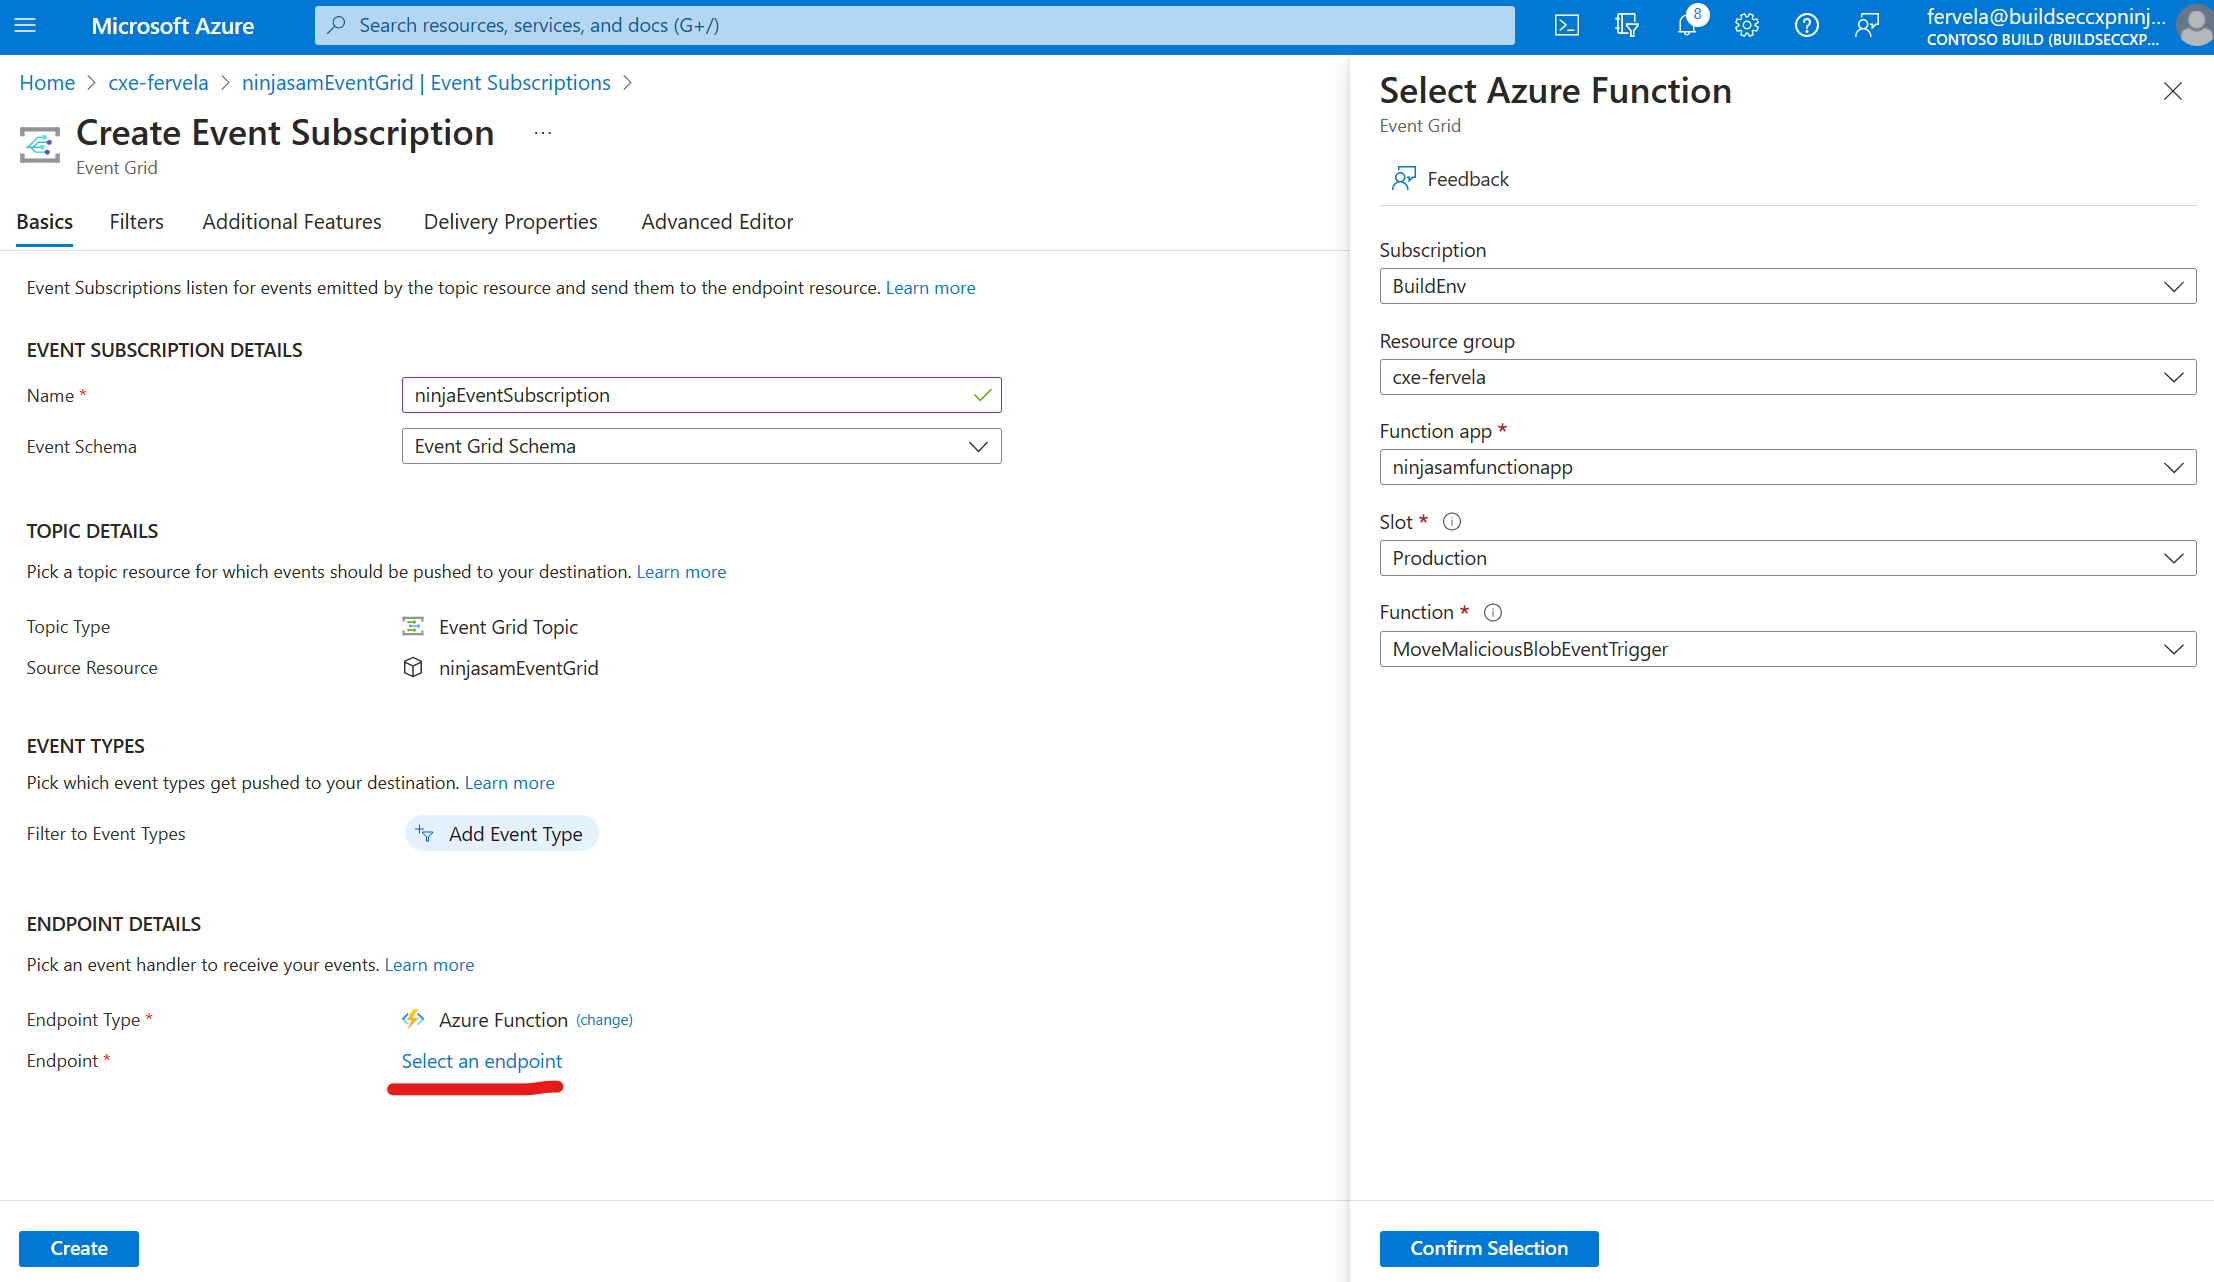 Microsoft Azure
Search resources, services, and docs (G+/)
8
fervela@buildseccxpninj...
CONTOSO BUILD (BUILDSECCXP...
Home > cxe-fervela > ninjasamEventGrid | Event Subscriptions >
Create Event Subscription ...
Event Grid
Basics Filters Additional Features Delivery Properties Advanced Editor
Event Subscriptions listen for events emitted by the topic resource and send them to the endpoint resource. Learn more
EVENT SUBSCRIPTION DETAILS
Name * ninjaEventSubscription
Event Schema Event Grid Schema
TOPIC DETAILS
Pick a topic resource for which events should be pushed to your destination. Learn more
Topic Type Event Grid Topic
Source Resource ninjasamEventGrid
EVENT TYPES
Pick which event types get pushed to your destination. Learn more
Filter to Event Types Add Event Type
ENDPOINT DETAILS
Pick an event handler to receive your events. Learn more
Endpoint Type * Azure Function (change)
Endpoint * Select an endpoint
Create
Select Azure Function
Event Grid
Feedback
Subscription
BuildEnv
Resource group
cxe-fervela
Function app *
ninjasamfunctionapp
Slot *
Production
Function *
MoveMaliciousBlobEventTrigger
Confirm Selection